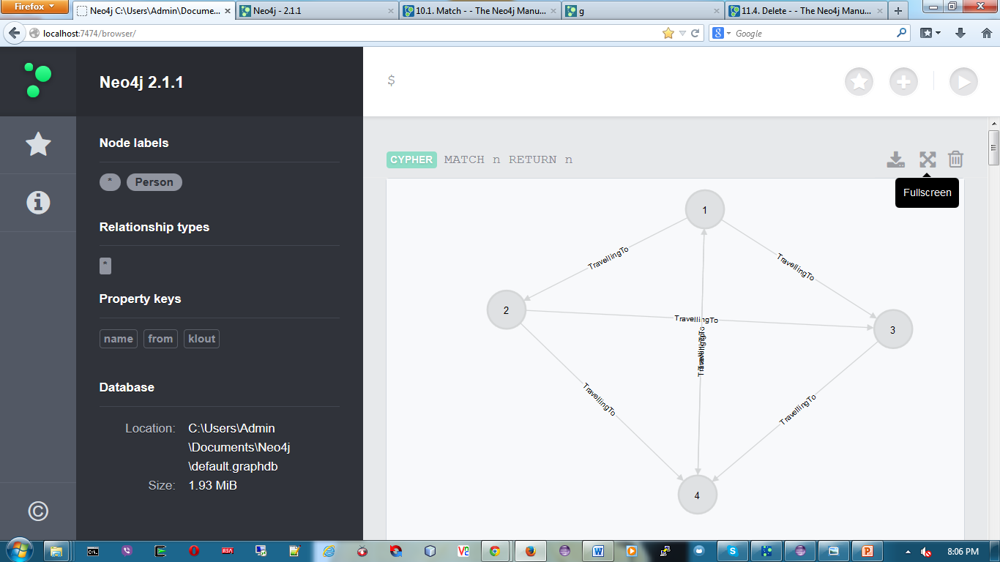 Firefox
Neo4j C:\Users\Admin\Docume...
Neo4j - 2.1.1
10.1. Match - - The Neo4j Manu...
g
11.4. Delete - - The Neo4j Manu...
localhost:7474/browser/
Google
Neo4j 2.1.1
$
Node labels
*
Person
Relationship types
*
Property keys
name
from
klout
Database
Location:
C:\Users\Admin
\Documents\Neo4j
\default.graphdb
Size:
1.93 MiB
CYPHER MATCH n RETURN n
Fullscreen
1
TravellingTo
TravellingTo
2
TravellingTo
3
TravellingTo
TravellingTo
4
8:06 PM